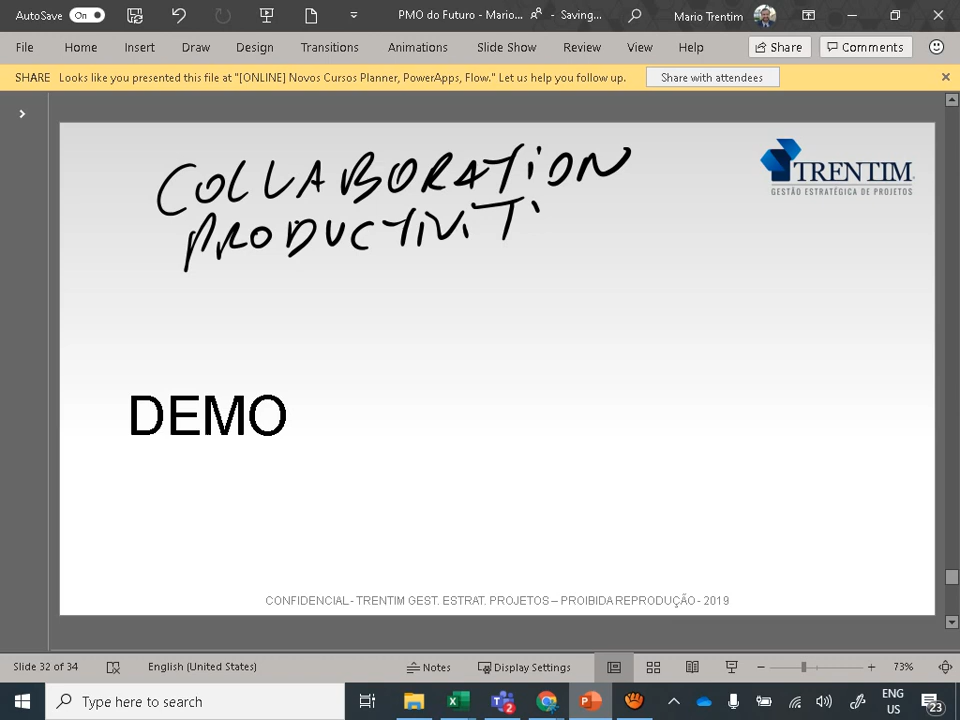 AutoSave On PMO do Futuro - Mario... - Saving... Mario Trentim
File Home Insert Draw Design Transitions Animations Slide Show Review View Help Share Comments
SHARE Looks like you presented this file at "[ONLINE] Novos Cursos Planner, PowerApps, Flow." Let us help you follow up. Share with attendees
COLLABORATION
PRODUCTIVIT
TRENTIM
GESTÃO ESTRATÉGICA DE PROJETOS
DEMO
CONFIDENCIAL - TRENTIM GEST. ESTRAT. PROJETOS – PROIBIDA REPRODUÇÃO - 2019
Slide 32 of 34 English (United States) Notes Display Settings 73%
Type here to search 2 P ENG
US 23